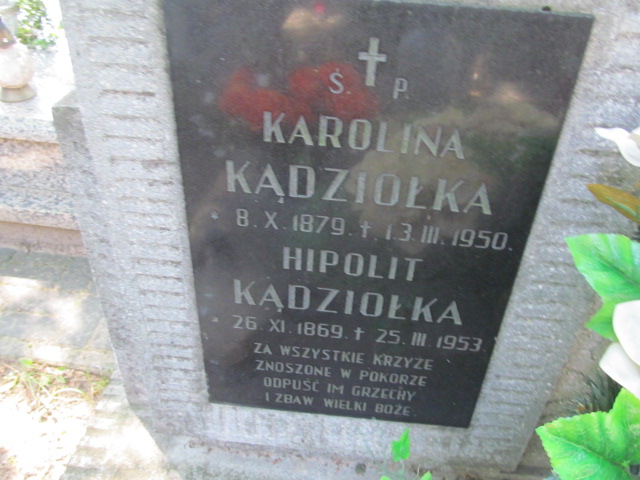 Ś. † P.
KAROLINA
KĄDZIOŁKA
* 8. X. 1879. † 13. III. 1950.
HIPOLIT
KĄDZIOŁKA
* 26. XI. 1869 † 25. III. 1953.
ZA WSZYSTKIE KRZYŻE
ZNOSZONE W POKORZE
ODPUŚĆ IM GRZECHY
I ZBAW WIELKI BOŻE.